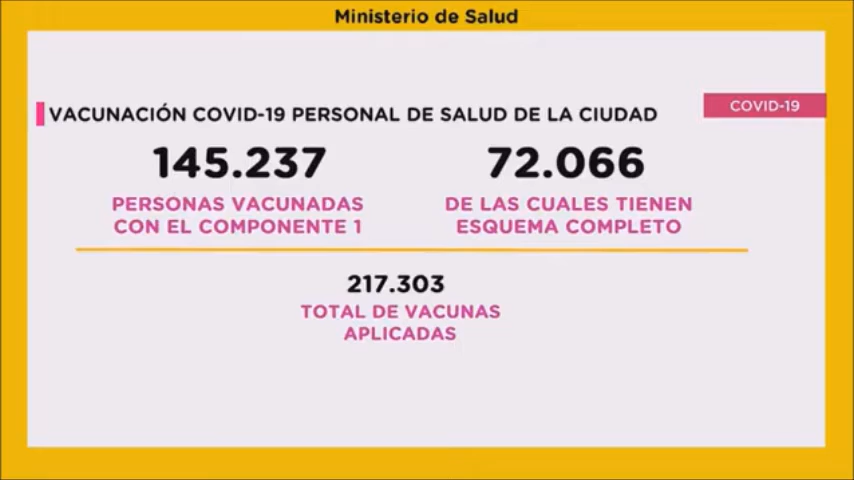 Ministerio de Salud
COVID-19
VACUNACIÓN COVID-19 PERSONAL DE SALUD DE LA CIUDAD
145.237
PERSONAS VACUNADAS
CON EL COMPONENTE 1
72.066
DE LAS CUALES TIENEN
ESQUEMA COMPLETO
217.303
TOTAL DE VACUNAS
APLICADAS